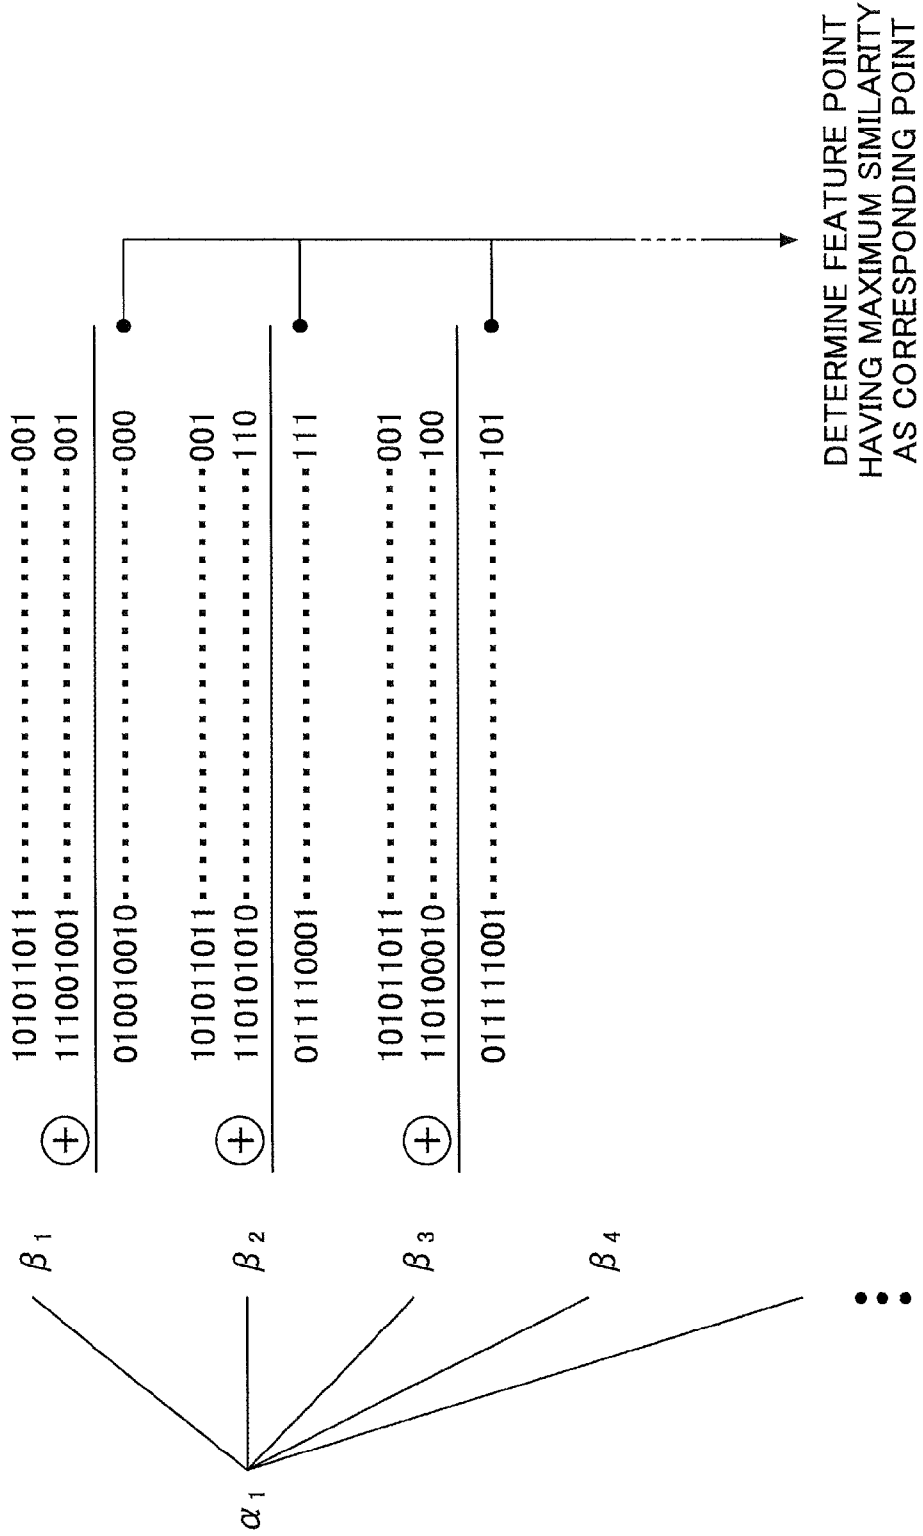 α1
β1
101011011·························001
⊕ 111001001·························001
010010010·························000
β2
101011011·························001
⊕ 110101010·························110
011110001·························111
β3
101011011·························001
⊕ 110100010·························100
011111001·························101
β4
DETERMINE FEATURE POINT
HAVING MAXIMUM SIMILARITY
AS CORRESPONDING POINT